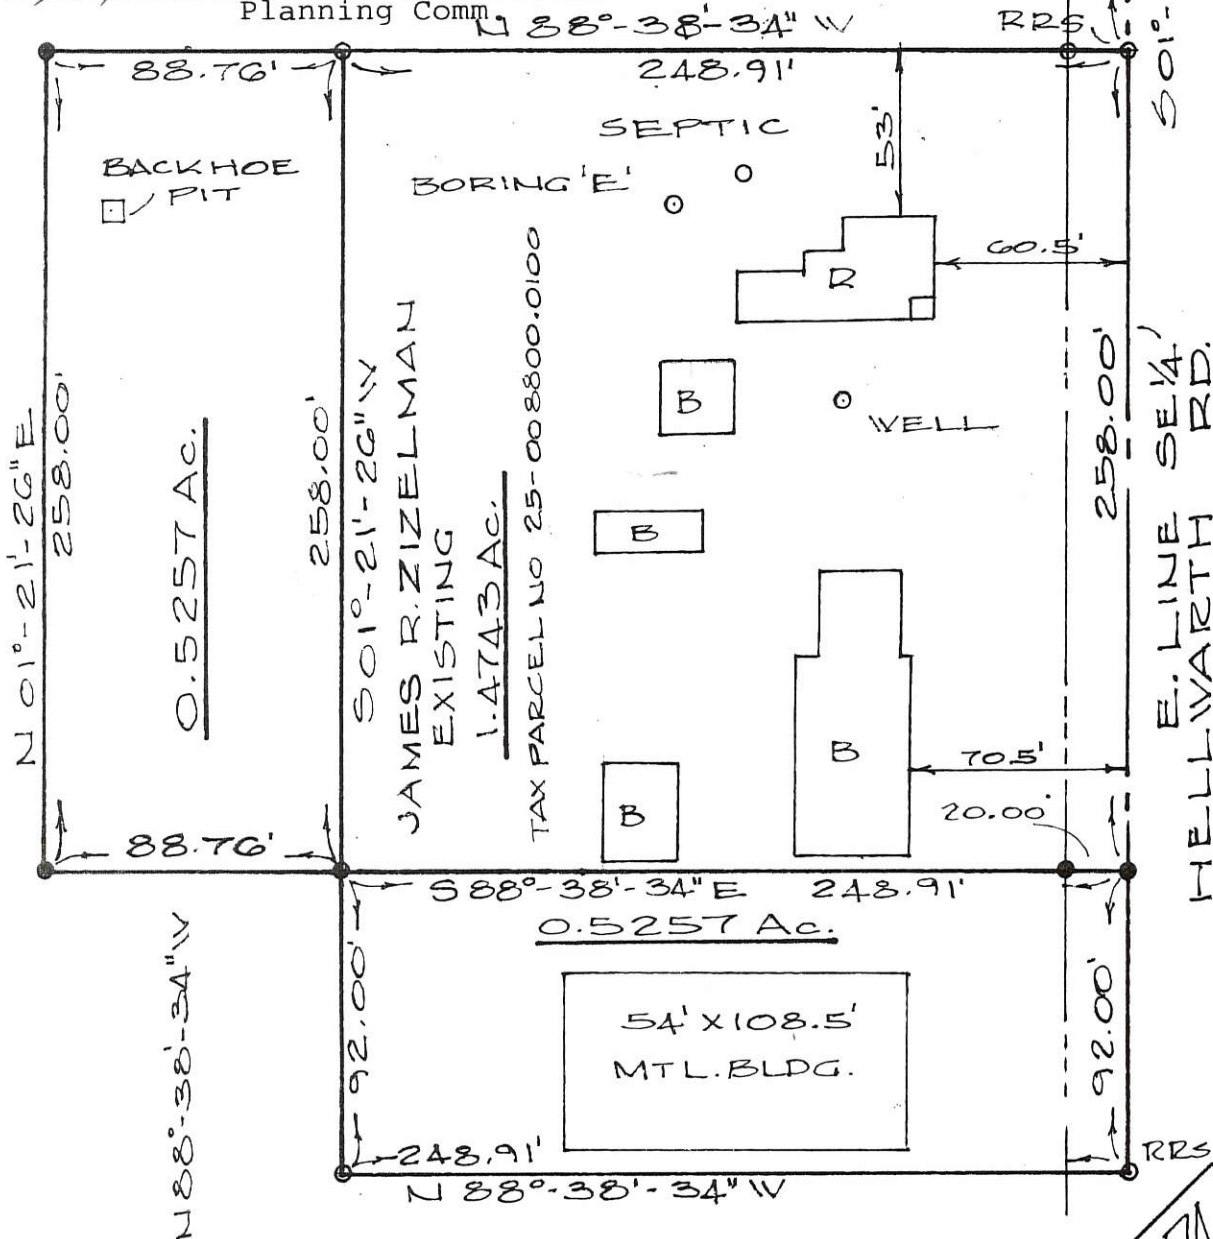 Planning Comm
N 88°-38'-34" W
RRS
S01°-
88.76'
248.91'
SEPTIC
53'
BACKHOE
PIT
BORING 'E'
60.5'
R
B
WELL
B
B
B
N 01°-21'-26" E
258.00'
0.5257 Ac.
258.00'
S01°-21'-26" W
JAMES R. ZIZELMAN
EXISTING
1.4743 Ac.
TAX PARCEL NO 25-008800.0100
258.00'
E. LINE SE 1/4,
HELLWARTH RD.
70.5'
20.00'
88.76'
S 88°-38'-34" E
248.91'
0.5257 Ac.
54' X 108.5'
MTL. BLDG.
N 88°-38'-34" W
92.00'
92.00'
248.91'
N 88°-38'-34" W
RRS